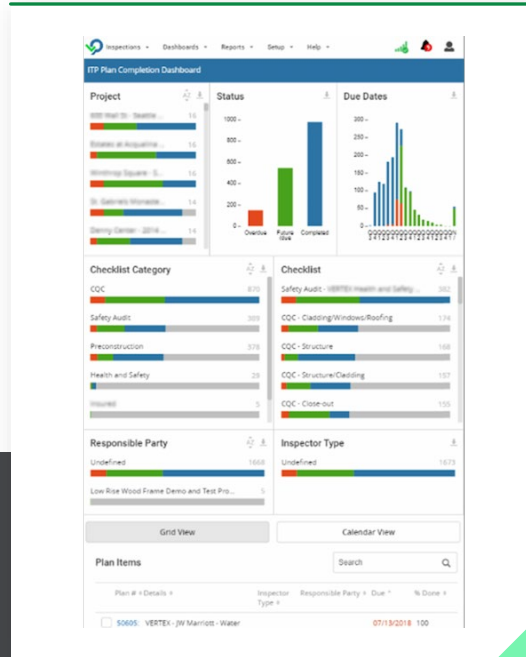 Inspections Dashboards Reports Setup Help
ITP Plan Completion Dashboard
Project
16
16
16
14
14
Status
1000
800
600
400
200
0
Overdue Future Completed
Due Dates
300
250
200
150
100
50
0
Checklist Category
CQC 870
Safety Audit 303
Preconstruction 378
Health and Safety 29
5
Checklist
Safety Audit - 302
CQC - Cladding/Windows/Roofing 174
CQC - Structure 168
CQC - Structure/Cladding 157
CQC - Close-out 155
Responsible Party
Undefined 1668
Low Rise Wood Frame Demo and Test Pro... 5
Inspector Type
Undefined 1673
Grid View
Calendar View
Plan Items
Search
Plan # Details Inspector Type Responsible Party Due % Done
50605 VERTEX - JW Marriott - Water 07/13/2018 100